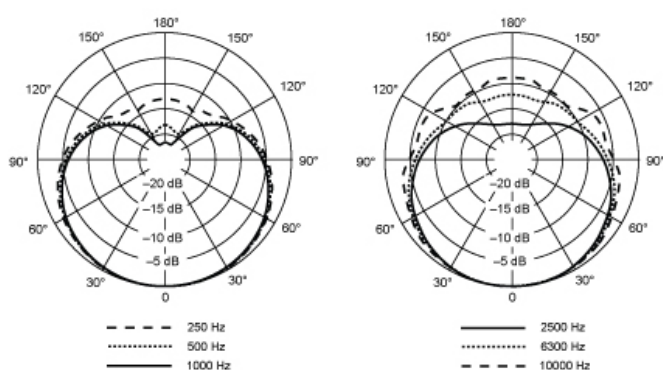 180°
150° 150°
120° 120°
90° 90°
–20 dB
–15 dB
60° 60°
–10 dB
–5 dB
30° 30°
0
250 Hz
500 Hz
1000 Hz
180°
150° 150°
120° 120°
90° 90°
–20 dB
–15 dB
60° 60°
–10 dB
–5 dB
30° 30°
0
2500 Hz
6300 Hz
10000 Hz